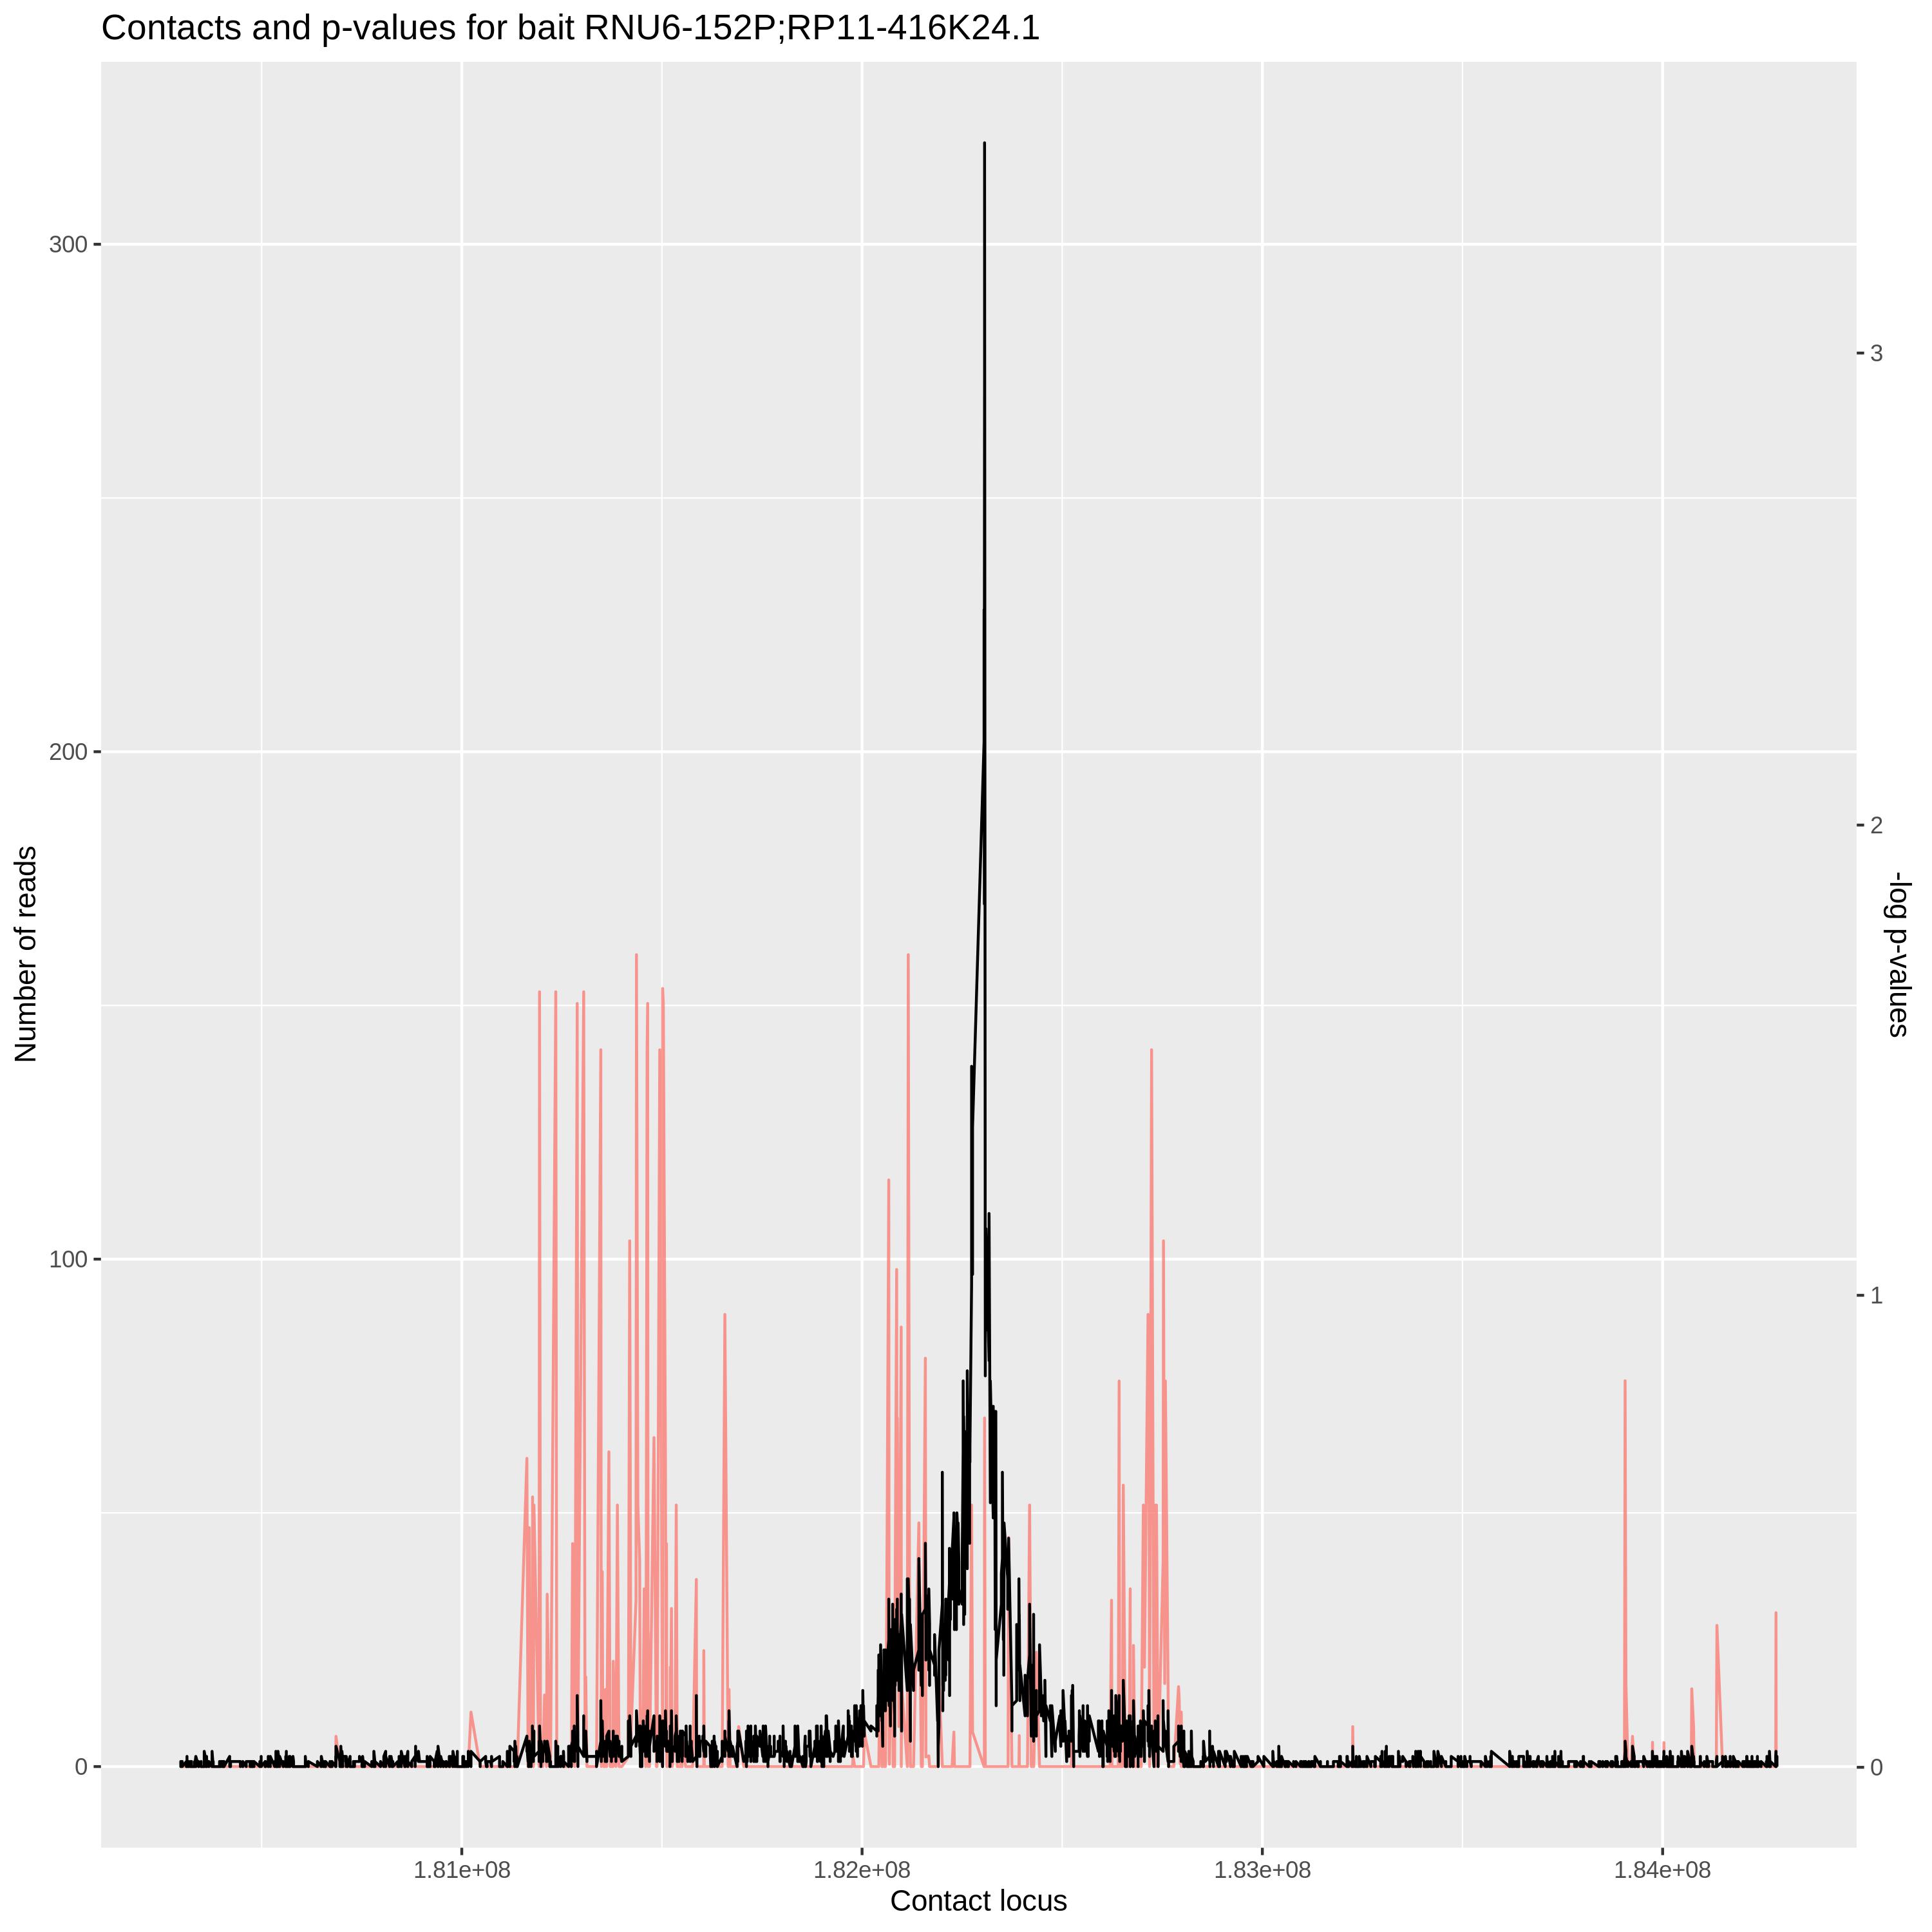 Contacts and p-values for bait RNU6-152P;RP11-416K24.1
300
200
100
0
Number of reads
3
2
1
0
-log p-values
1.81e+08 1.82e+08 1.83e+08 1.84e+08
Contact locus